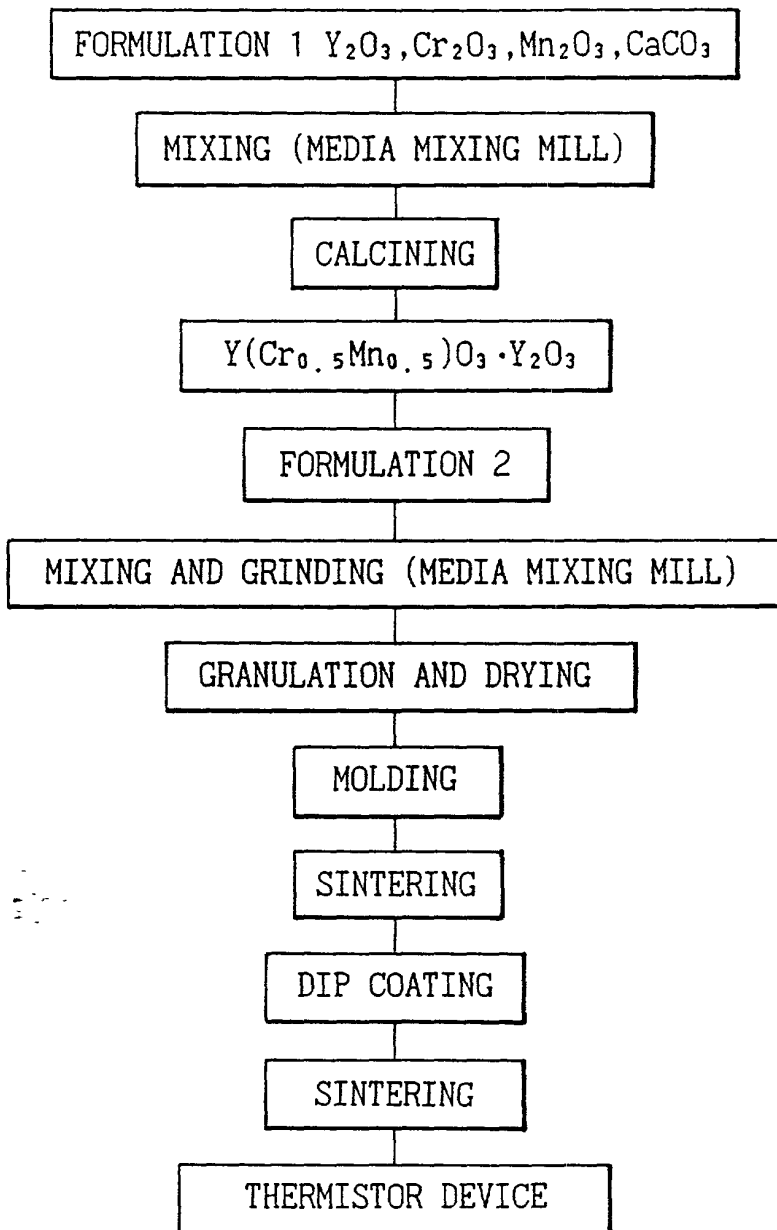 FORMULATION 1 Y₂O₃,Cr₂O₃,Mn₂O₃,CaCO₃
MIXING (MEDIA MIXING MILL)
CALCINING
Y(Cr₀.₅Mn₀.₅)O₃·Y₂O₃
FORMULATION 2
MIXING AND GRINDING (MEDIA MIXING MILL)
GRANULATION AND DRYING
MOLDING
SINTERING
DIP COATING
SINTERING
THERMISTOR DEVICE